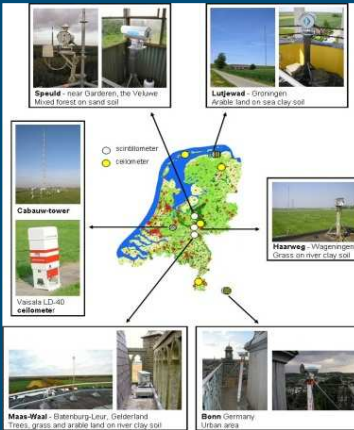 Speuld - near Garderen, the Veluwe
Mixed forest on sand soil
Lutjewad - Groningen
Arable land on sea clay soil
scintillometer
ceilometer
Cabauw-tower
Vaisala LD-40
ceilometer
Haarweg - Wageningen
Grass on river clay soil
Maas-Waal - Batenburg-Leur, Gelderland
Trees, grass and arable land on river clay soil
Bonn Germany
Urban area